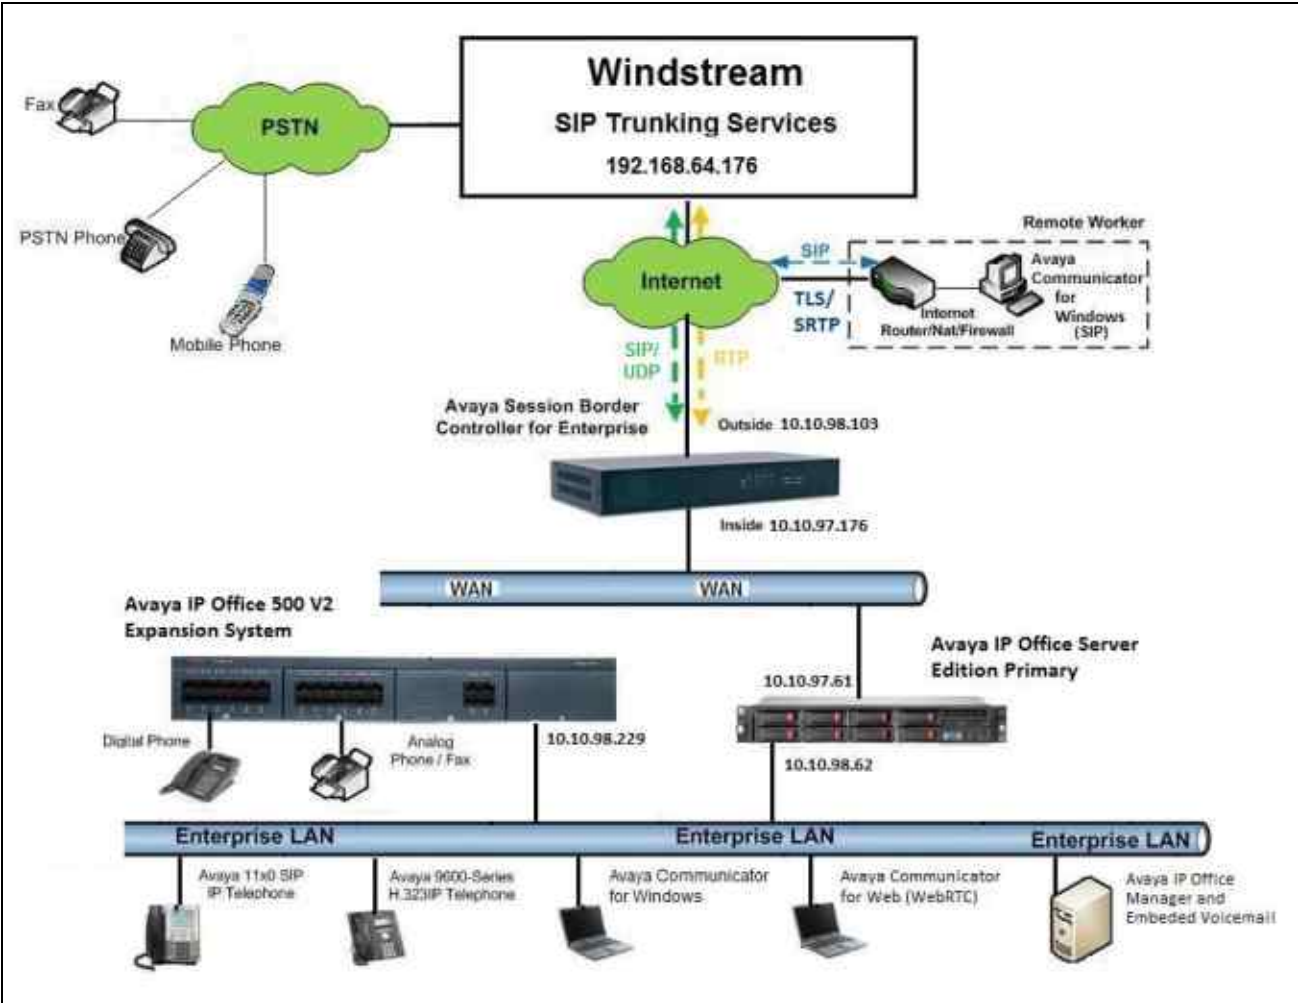 Windstream
SIP Trunking Services
192.168.64.176
Fax
PSTN
PSTN Phone
Mobile Phone
Internet
SIP
TLS/
SRTP
Remote Worker
Avaya
Communicator
for
Windows
(SIP)
Internet
Router/Nat/Firewall
SIP/
UDP
RTP
Avaya Session Border
Controller for Enterprise
Outside 10.10.98.103
Inside 10.10.97.176
WAN
WAN
Avaya IP Office 500 V2
Expansion System
Avaya IP Office Server
Edition Primary
10.10.97.61
Digital Phone
Analog
Phone / Fax
10.10.98.229
10.10.98.62
Enterprise LAN
Enterprise LAN
Enterprise LAN
Avaya 11x0 SIP
IP Telephone
Avaya 9600-Series
H.323IP Telephone
Avaya Communicator
for Windows
Avaya Communicator
for Web (WebRTC)
Avaya IP Office
Manager and
Embeded Voicemail